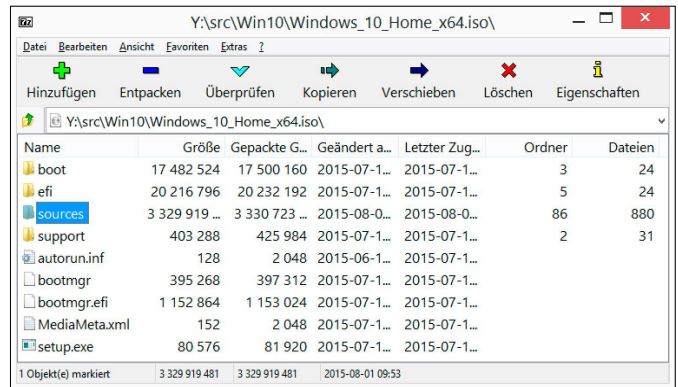 Y:\src\Win10\Windows_10_Home_x64.iso\
Datei Bearbeiten Ansicht Favoriten Extras ?
Hinzufügen Entpacken Überprüfen Kopieren Verschieben Löschen Eigenschaften
Y:\src\Win10\Windows_10_Home_x64.iso\
Name Größe Gepackte G... Geändert a... Letzter Zug... Ordner Dateien
boot 17 482 524 17 500 160 2015-07-1... 2015-07-1... 3 24
efi 20 216 796 20 232 192 2015-07-1... 2015-07-1... 5 24
sources 3 329 919 ... 3 330 723 ... 2015-08-0... 2015-08-0... 86 880
support 403 288 425 984 2015-07-1... 2015-07-1... 2 31
autorun.inf 128 2 048 2015-06-1... 2015-07-1...
bootmgr 395 268 397 312 2015-07-1... 2015-07-1...
bootmgr.efi 1 152 864 1 153 024 2015-07-1... 2015-07-1...
MediaMeta.xml 152 2 048 2015-07-1... 2015-07-1...
setup.exe 80 576 81 920 2015-07-1... 2015-07-1...
1 Objekt(e) markiert 3 329 919 481 3 329 919 481 2015-08-01 09:53